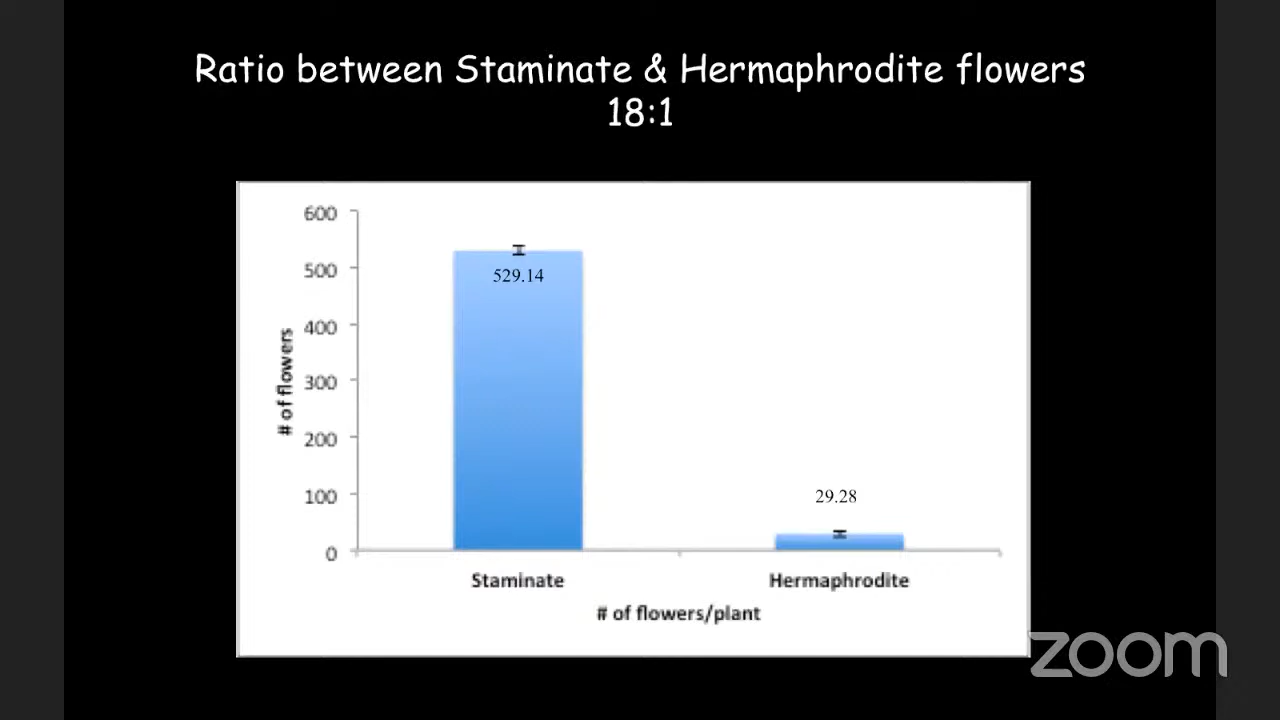 Ratio between Staminate & Hermaphrodite flowers
18:1
600
500
400
300
200
100
0
# of flowers
529.14
29.28
Staminate
Hermaphrodite
# of flowers/plant
zoom